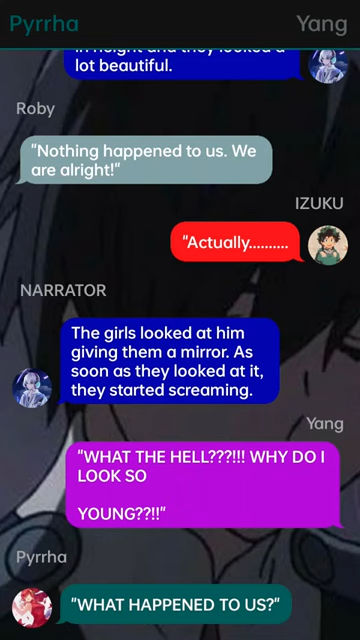 Pyrrha Yang
in height and they looked a
lot beautiful.
Roby
"Nothing happened to us. We
are alright!"
IZUKU
"Actually..........
NARRATOR
The girls looked at him
giving them a mirror. As
soon as they looked at it,
they started screaming.
Yang
"WHAT THE HELL???!!! WHY DO I
LOOK SO
YOUNG??!!"
Pyrrha
"WHAT HAPPENED TO US?"